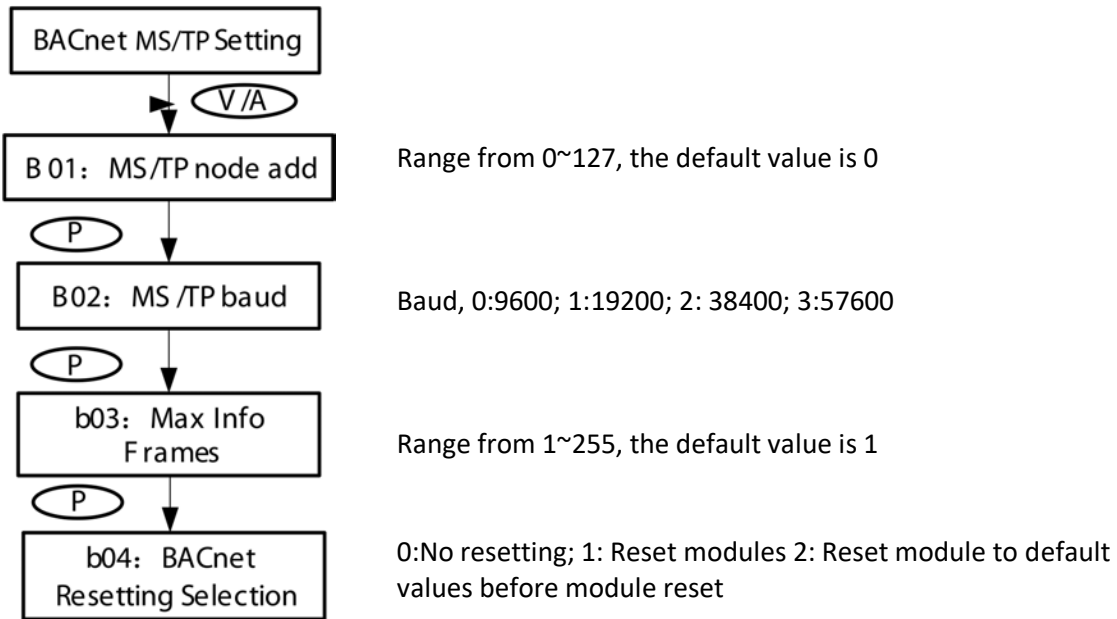 BACnet MS/TP Setting
V/A
B 01：MS/TP node add
Range from 0~127, the default value is 0
P
B02：MS /TP baud
Baud, 0:9600; 1:19200; 2: 38400; 3:57600
P
b03：Max Info
Frames
Range from 1~255, the default value is 1
P
b04：BACnet
Resetting Selection
0:No resetting; 1: Reset modules 2: Reset module to default
values before module reset